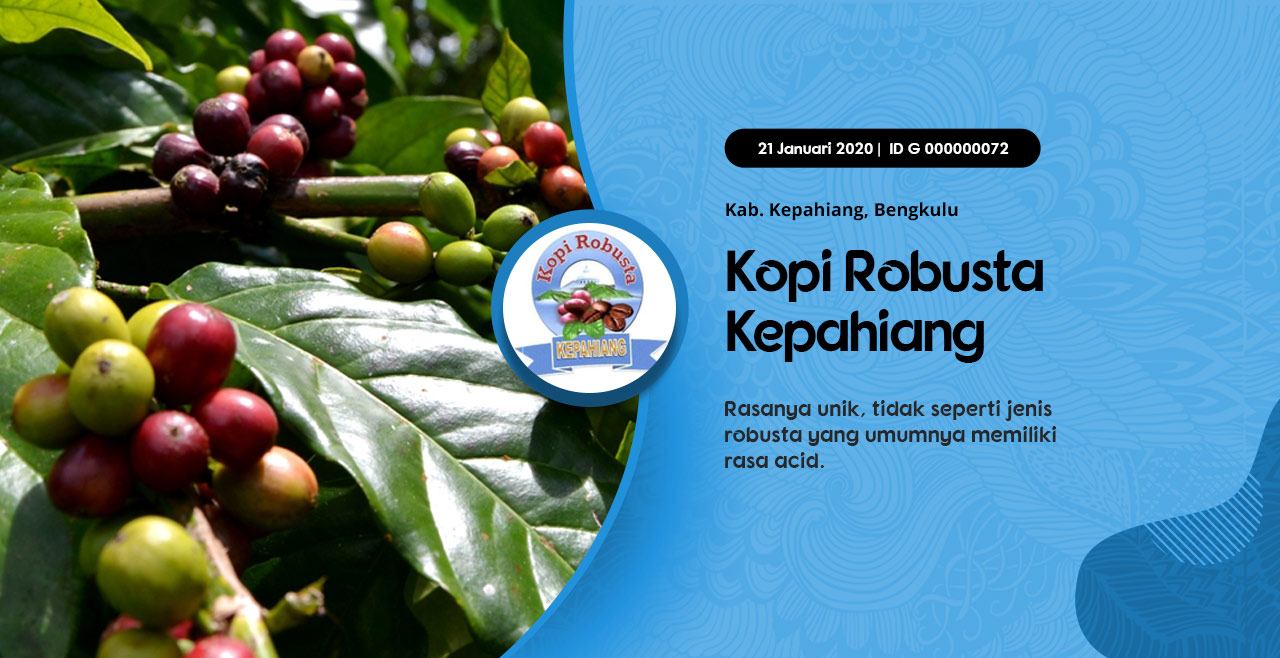 21 Januari 2020 | ID G 000000072
Kab. Kepahiang, Bengkulu
Kopi Robusta
Kepahiang
Rasanya unik, tidak seperti jenis
robusta yang umumnya memiliki
rasa acid.
Kopi Robusta
KEPAHIANG